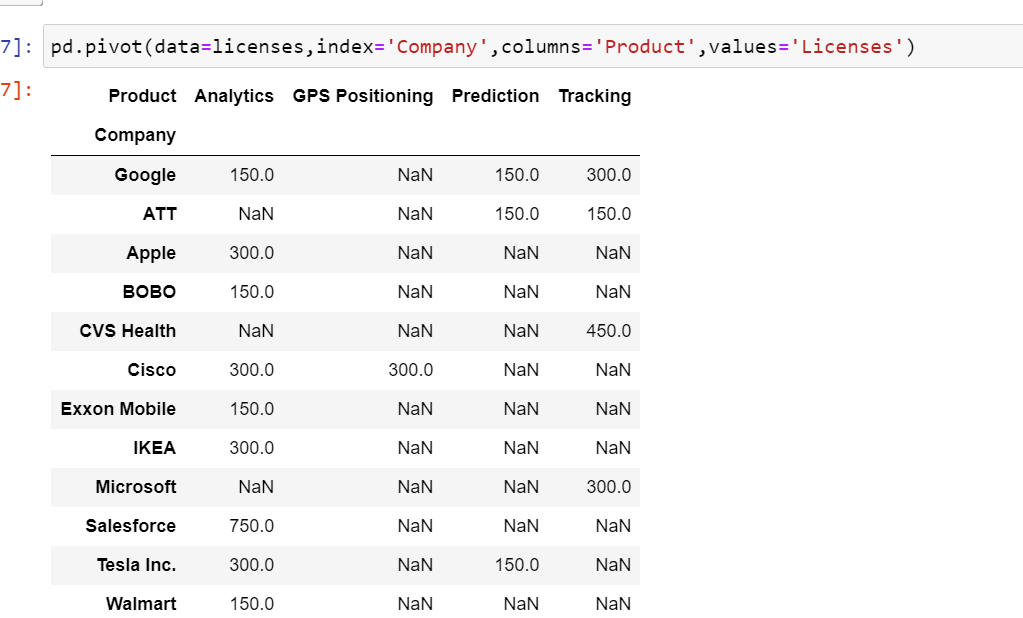 7]: pd.pivot(data=licenses,index='Company',columns='Product',values='Licenses')
7]:
Product Analytics GPS Positioning Prediction Tracking
Company
Google 150.0 NaN 150.0 300.0
ATT NaN NaN 150.0 150.0
Apple 300.0 NaN NaN NaN
BOBO 150.0 NaN NaN NaN
CVS Health NaN NaN NaN 450.0
Cisco 300.0 300.0 NaN NaN
Exxon Mobile 150.0 NaN NaN NaN
IKEA 300.0 NaN NaN NaN
Microsoft NaN NaN NaN 300.0
Salesforce 750.0 NaN NaN NaN
Tesla Inc. 300.0 NaN 150.0 NaN
Walmart 150.0 NaN NaN NaN